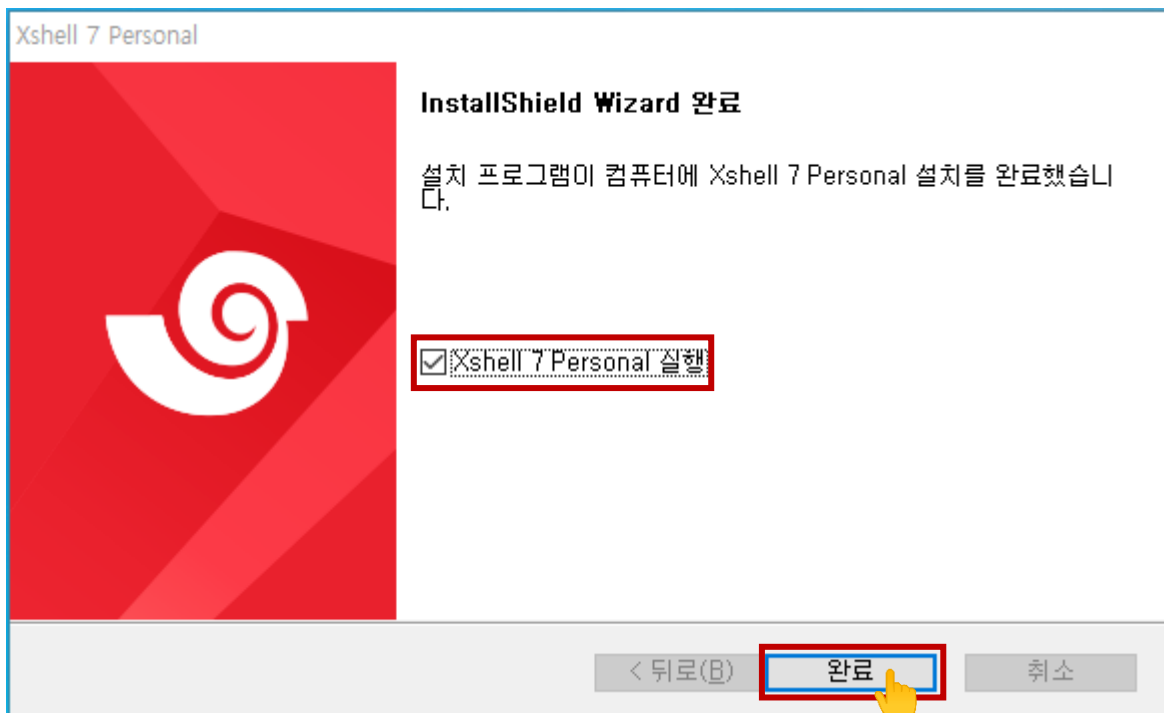 Xshell 7 Personal
InstallShield Wizard 완료
설치 프로그램이 컴퓨터에 Xshell 7 Personal 설치를 완료했습니
다.
Xshell 7 Personal 실행
< 뒤로(B)
완료
취소